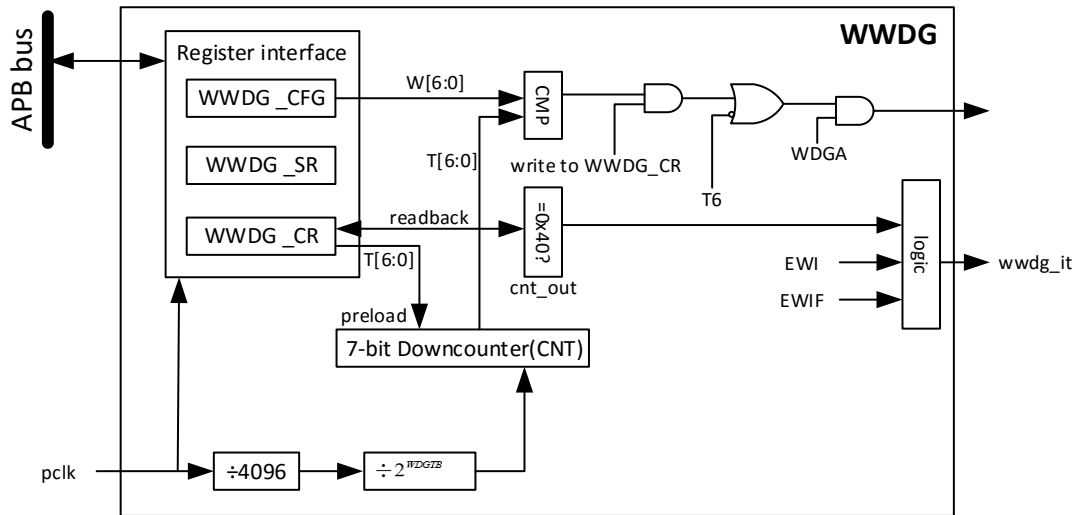 WWDG
APB bus
Register interface
WWDG _CFG
W[6:0]
CMP
WWDG _SR
T[6:0]
write to WWDG_CR
WDGA
T6
WWDG _CR
readback
=0x40?
logic
T[6:0]
EWI
wwdg_it
cnt_out
EWIF
preload
7-bit Downcounter(CNT)
pclk
÷4096
÷2^WDGTB